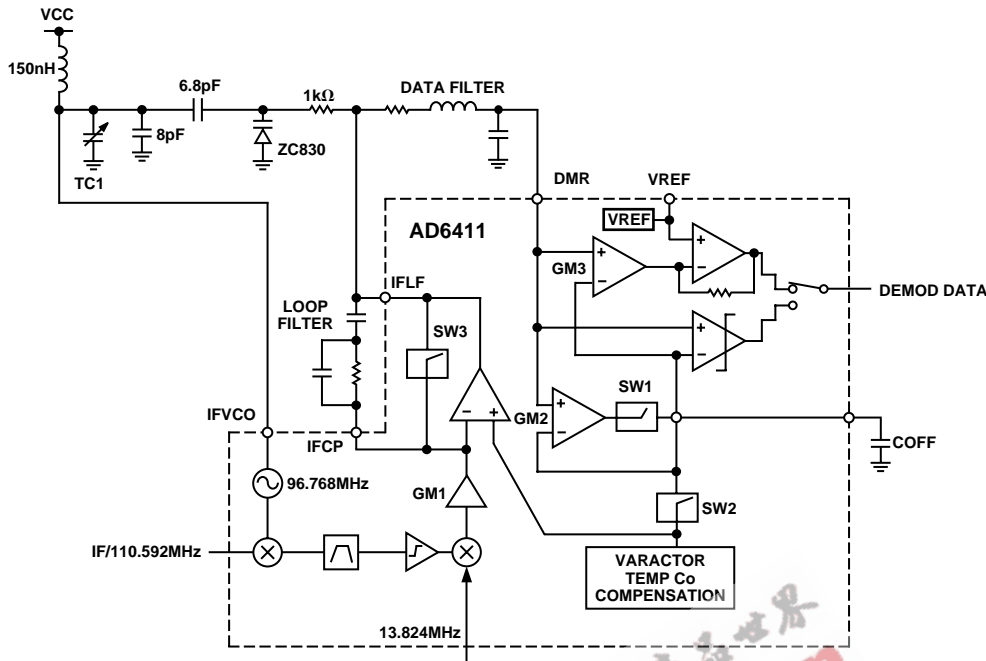 VCC
150nH
6.8pF
1kΩ
DATA FILTER
8pF
ZC830
TC1
DMR
VREF
AD6411
VREF
GM3
IFLF
DEMOD DATA
LOOP
FILTER
SW3
SW1
GM2
IFVCO
IFCP
COFF
96.768MHz
GM1
SW2
IF/110.592MHz
VARACTOR
TEMP Co
COMPENSATION
13.824MHz